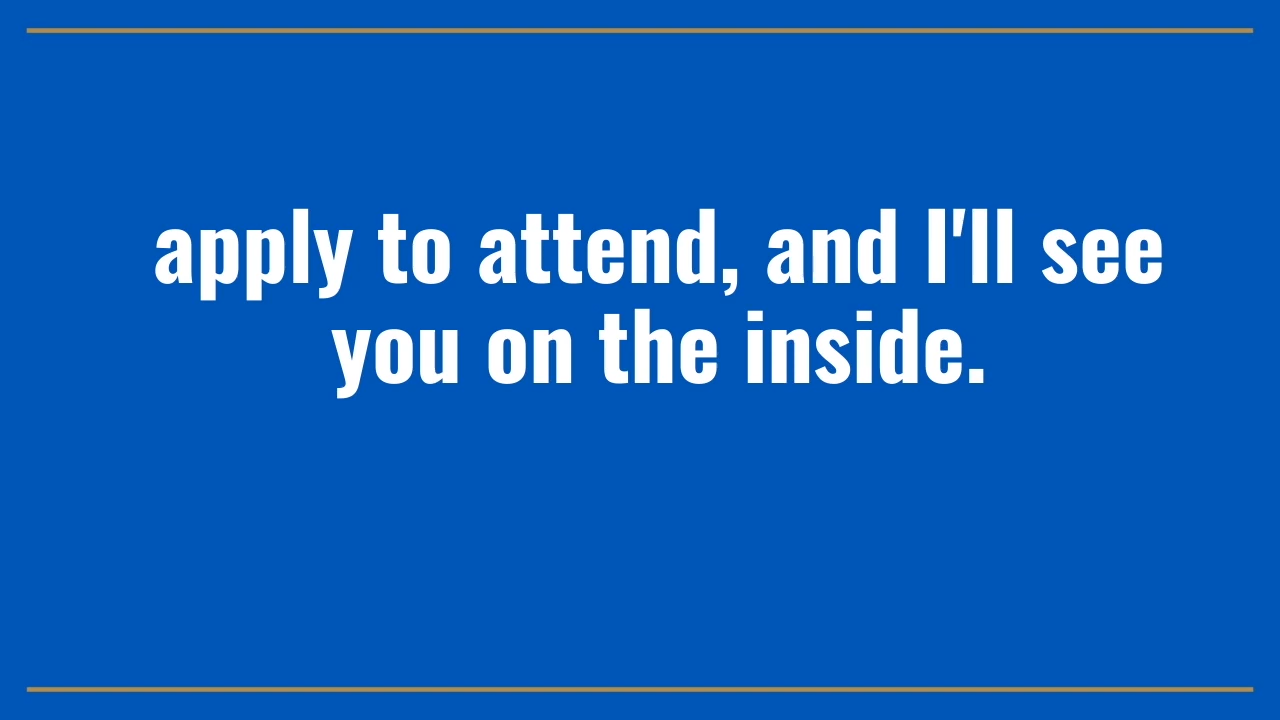 apply to attend, and I'll see
you on the inside.